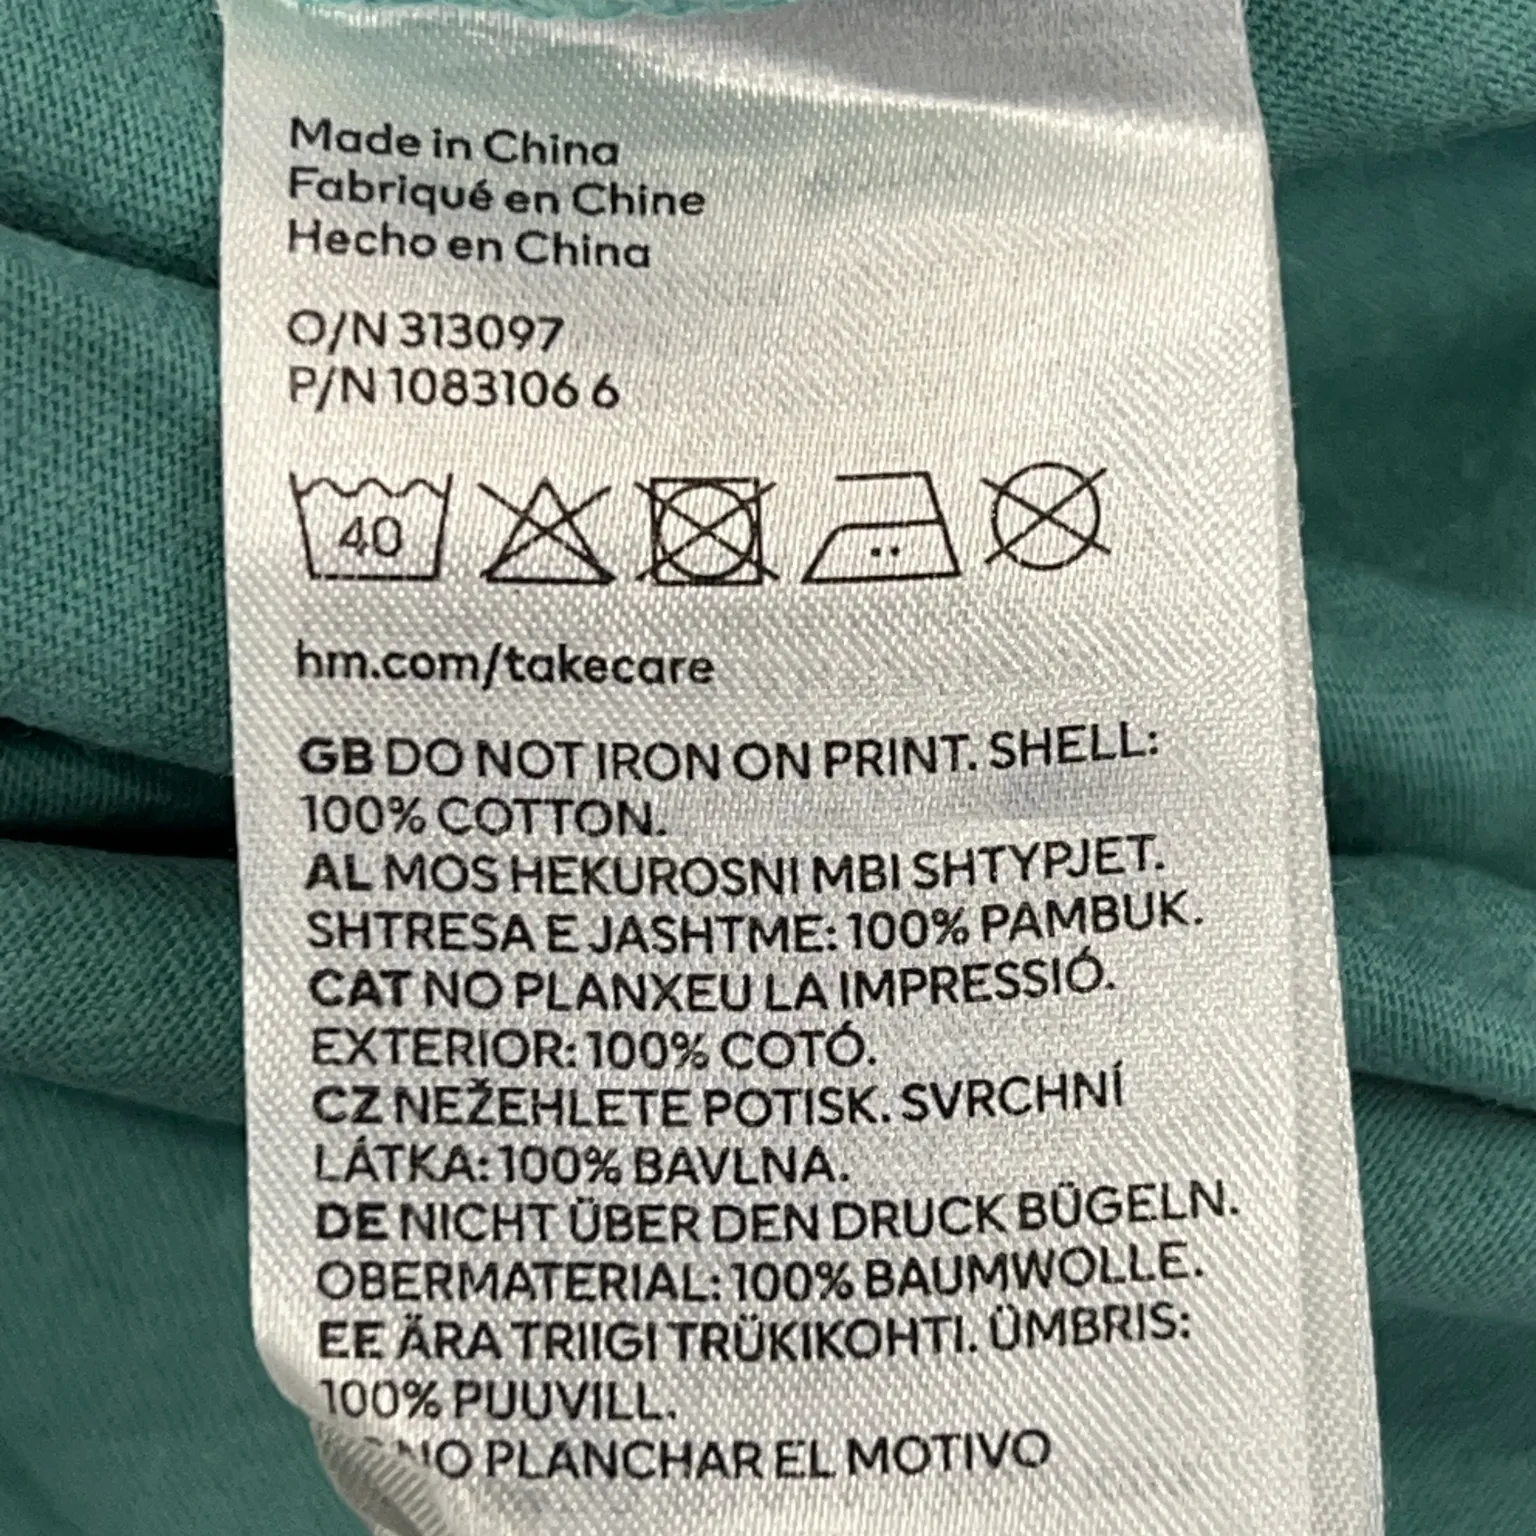 Made in China
Fabriqué en Chine
Hecho en China
O/N 313097
P/N 1083106 6
40
hm.com/takecare
GB DO NOT IRON ON PRINT. SHELL:
100% COTTON.
AL MOS HEKUROSNI MBI SHTYPJET.
SHTRESA E JASHTME: 100% PAMBUK.
CAT NO PLANXEU LA IMPRESSIÓ.
EXTERIOR: 100% COTÓ.
CZ NEŽEHLETE POTISK. SVRCHNÍ
LÁTKA: 100% BAVLNA.
DE NICHT ÜBER DEN DRUCK BÜGELN.
OBERMATERIAL: 100% BAUMWOLLE.
EE ÄRA TRIIGI TRÜKIKOHTI. ÜMBRIS:
100% PUUVILL.
NO PLANCHAR EL MOTIVO